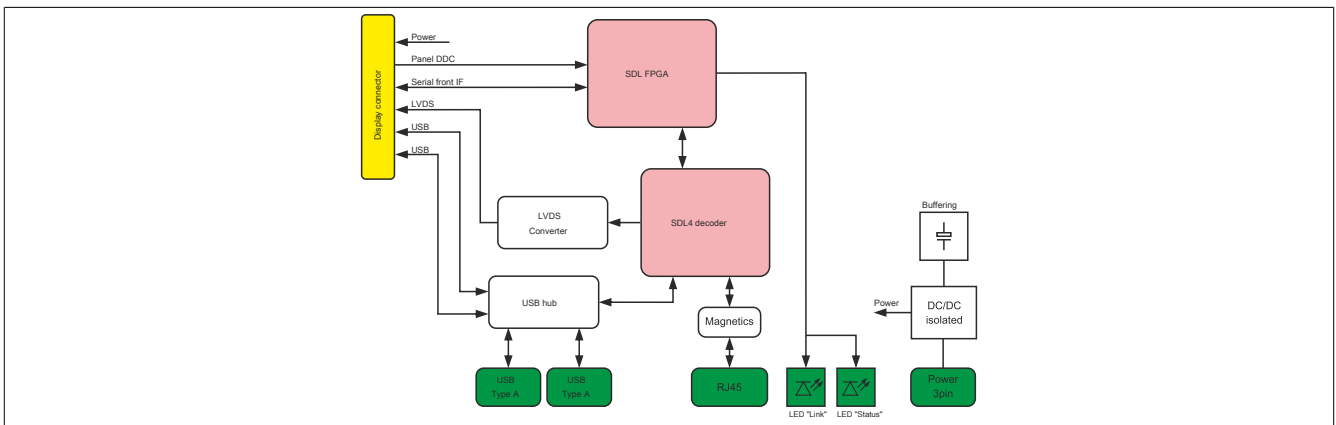 Power
Panel DDC
Serial front IF
LVDS
USB
USB
Display connector
SDL FPGA
SDL4 decoder
LVDS
Converter
USB hub
Magnetics
USB
Type A
USB
Type A
RJ45
LED "Link"
LED "Status"
Buffering
Power
DC/DC
isolated
Power
3pin